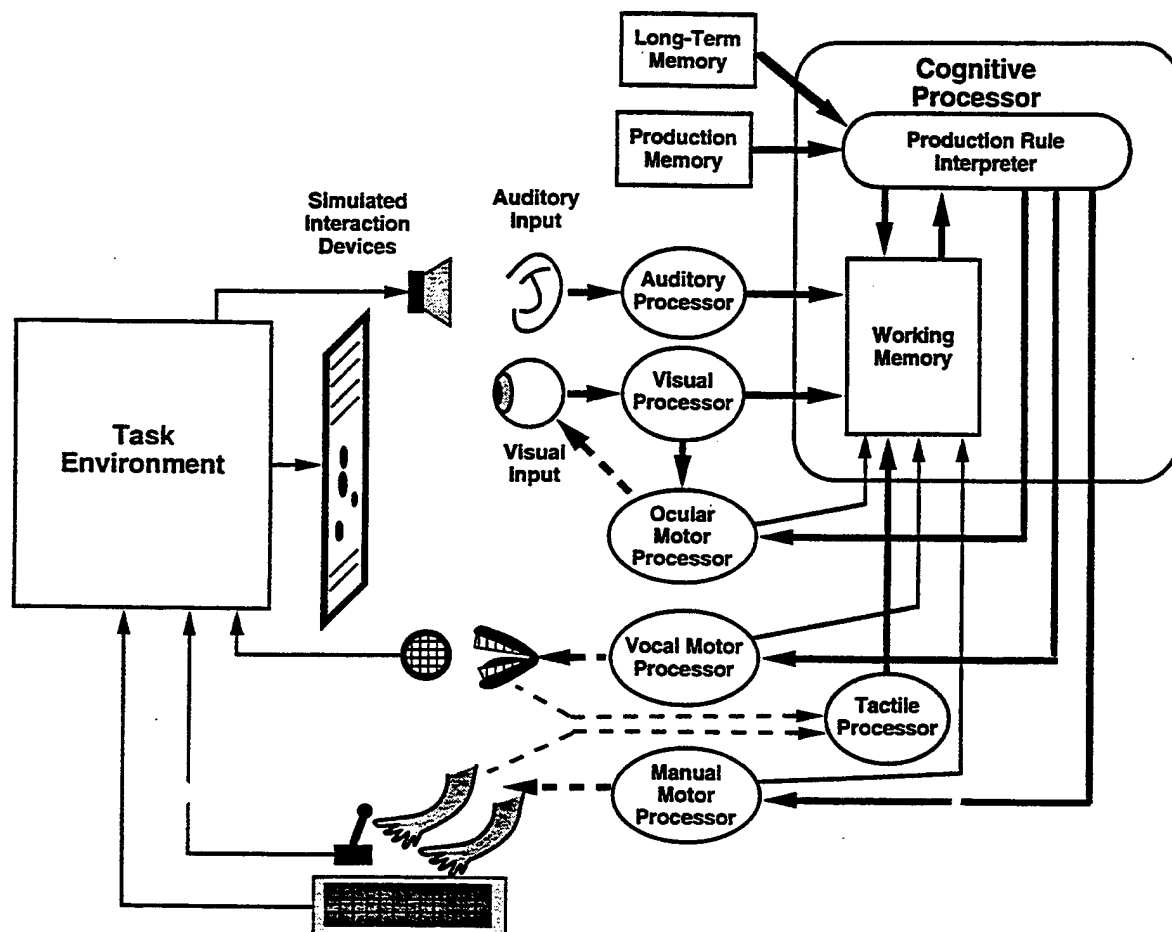 Long-Term
Memory
Cognitive
Processor
Production
Memory
Production Rule
Interpreter
Simulated
Interaction
Devices
Auditory
Input
Auditory
Processor
Working
Memory
Visual
Processor
Visual
Input
Task
Environment
Ocular
Motor
Processor
Vocal Motor
Processor
Tactile
Processor
Manual
Motor
Processor